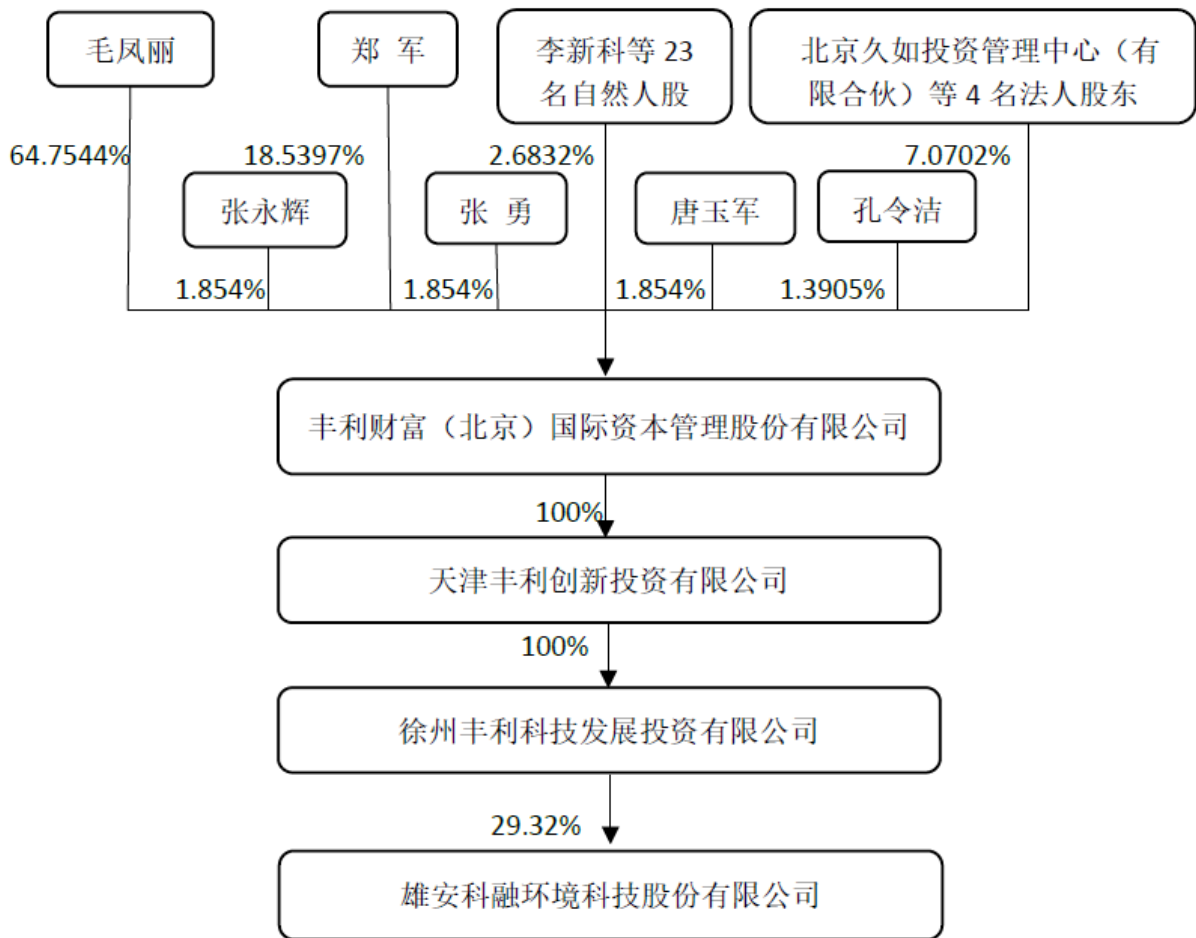 毛凤丽
郑 军
李新科等 23
名自然人股
北京久如投资管理中心（有
限合伙）等 4 名法人股东
64.7544%
18.5397%
2.6832%
7.0702%
张永辉
张 勇
唐玉军
孔令洁
1.854%
1.854%
1.854%
1.3905%
丰利财富（北京）国际资本管理股份有限公司
100%
天津丰利创新投资有限公司
100%
徐州丰利科技发展投资有限公司
29.32%
雄安科融环境科技股份有限公司